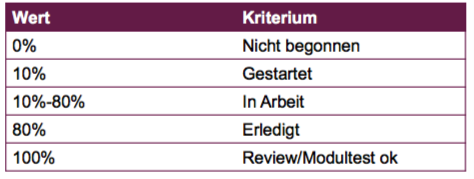 Wert Kriterium
0% Nicht begonnen
10% Gestartet
10%-80% In Arbeit
80% Erledigt
100% Review/Modultest ok